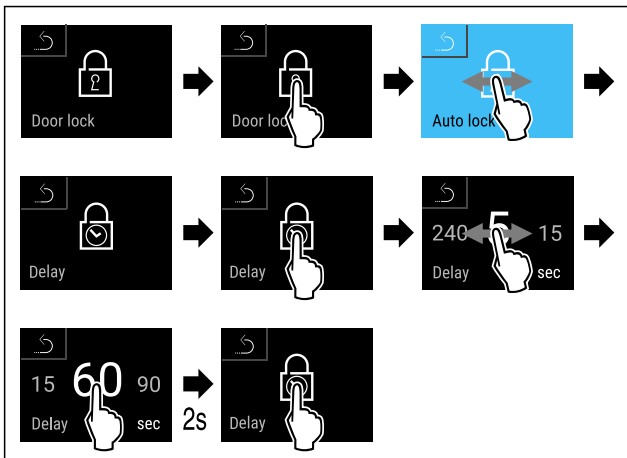 Door lock
Door loc
Auto lock
Delay
Delay
240 5 15
Delay sec
15 60 90
Delay sec
2s
Delay